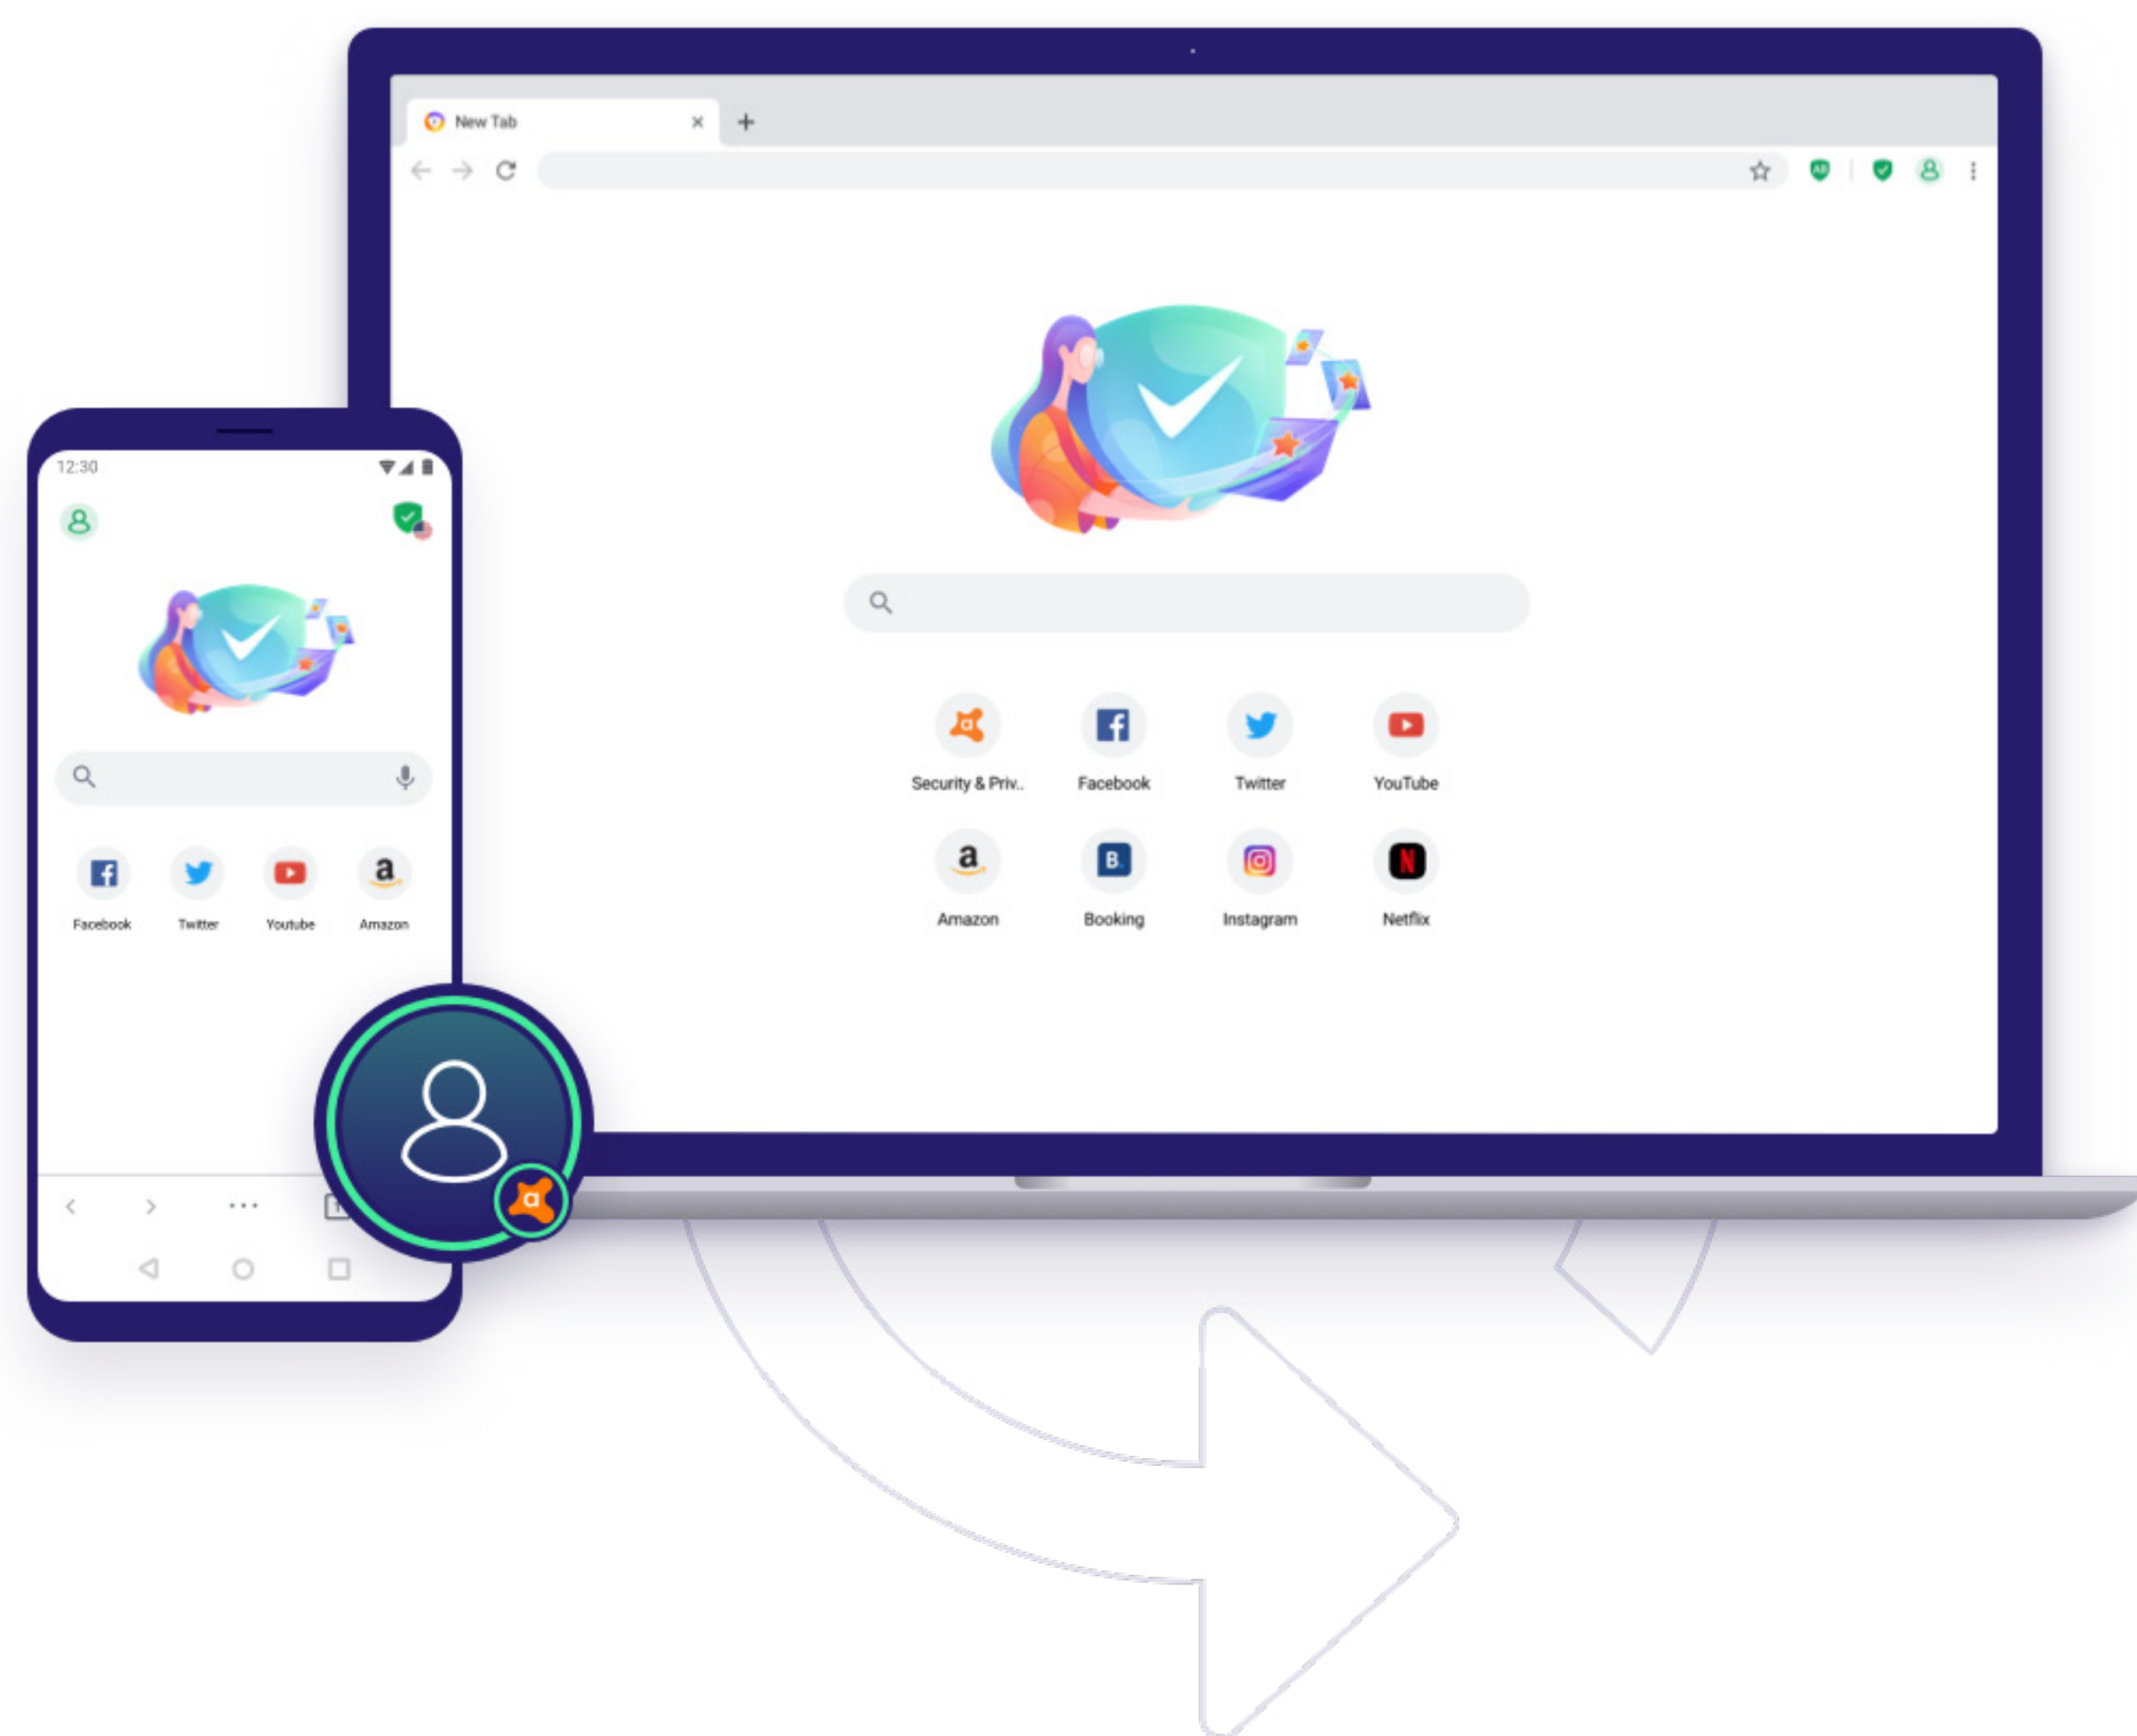 New Tab
Security & Priv..
Facebook
Twitter
YouTube
Amazon
Booking
Instagram
Netflix
12:30
Facebook
Twitter
Youtube
Amazon